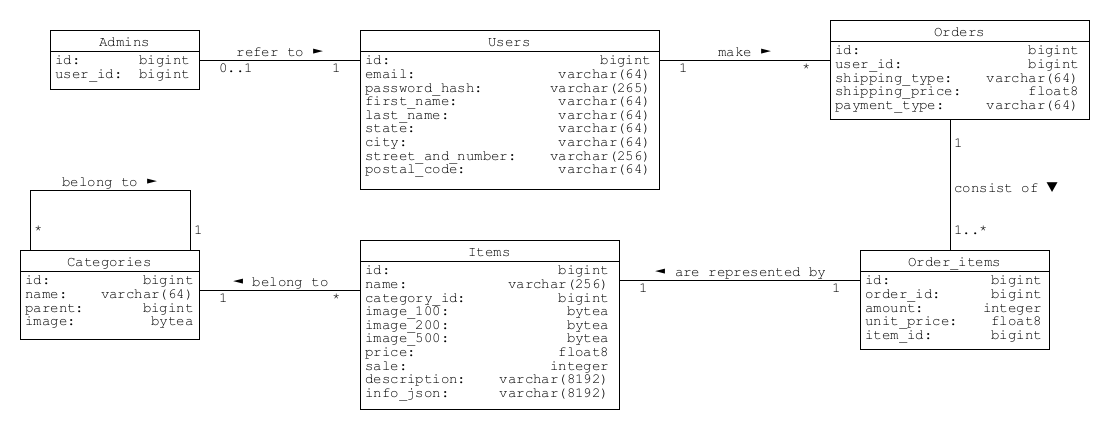 Admins
id: bigint
user_id: bigint
refer to ►
0..1 1
Users
id: bigint
email: varchar(64)
password_hash: varchar(265)
first_name: varchar(64)
last_name: varchar(64)
state: varchar(64)
city: varchar(64)
street_and_number: varchar(256)
postal_code: varchar(64)
make ►
1 *
Orders
id: bigint
user_id: bigint
shipping_type: varchar(64)
shipping_price: float8
payment_type: varchar(64)
1
consist of ▼
1..*
belong to ►
* 1
Categories
id: bigint
name: varchar(64)
parent: bigint
image: bytea
◄ belong to
1 *
Items
id: bigint
name: varchar(256)
category_id: bigint
image_100: bytea
image_200: bytea
image_500: bytea
price: float8
sale: integer
description: varchar(8192)
info_json: varchar(8192)
◄ are represented by
1 1
Order_items
id: bigint
order_id: bigint
amount: integer
unit_price: float8
item_id: bigint